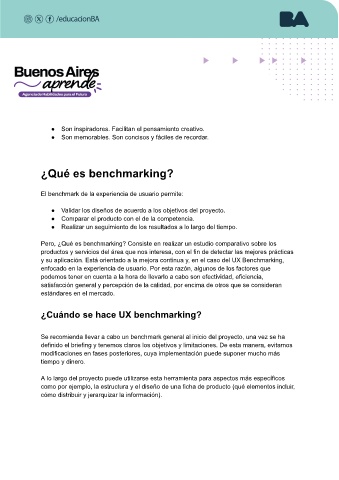 /educacionBA
BA
Buenos Aires
aprende
Agencia de Habilidades para el Futuro
● Son inspiradores. Facilitan el pensamiento creativo.
● Son memorables. Son concisos y fáciles de recordar.
¿Qué es benchmarking?
El benchmark de la experiencia de usuario permite:
● Validar los diseños de acuerdo a los objetivos del proyecto.
● Comparar el producto con el de la competencia.
● Realizar un seguimiento de los resultados a lo largo del tiempo.
Pero, ¿Qué es benchmarking? Consiste en realizar un estudio comparativo sobre los
productos y servicios del área que nos interesa, con el fin de detectar las mejores prácticas
y su aplicación. Está orientado a la mejora continua y, en el caso del UX Benchmarking,
enfocado en la experiencia de usuario. Por esta razón, algunos de los factores que
podemos tener en cuenta a la hora de llevarlo a cabo son efectividad, eficiencia,
satisfacción general y percepción de la calidad, por encima de otros que se consideran
estándares en el mercado.
¿Cuándo se hace UX benchmarking?
Se recomienda llevar a cabo un benchmark general al inicio del proyecto, una vez se ha
definido el briefing y tenemos claros los objetivos y limitaciones. De esta manera, evitamos
modificaciones en fases posteriores, cuya implementación puede suponer mucho más
tiempo y dinero.
A lo largo del proyecto puede utilizarse esta herramienta para aspectos más específicos
como por ejemplo, la estructura y el diseño de una ficha de producto (qué elementos incluir,
cómo distribuir y jerarquizar la información).